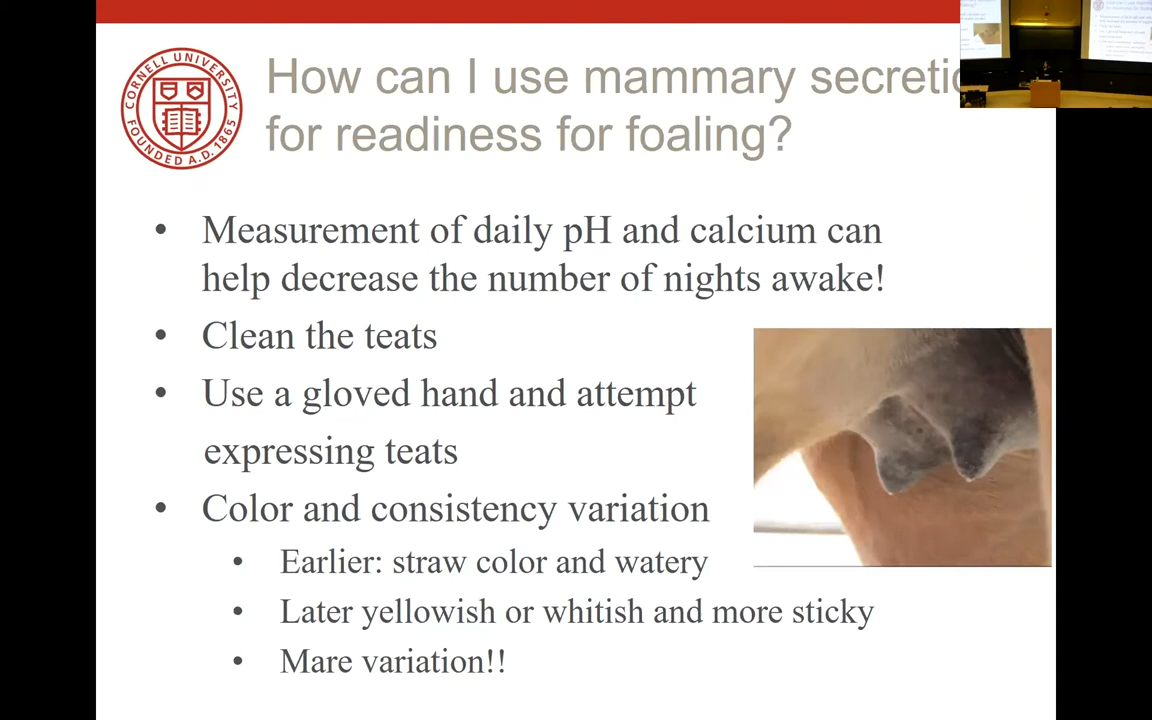 CORNELL UNIVERSITY
FOUNDED A.D. 1865
How can I use mammary
for readiness for foaling?
• Measurement of daily pH and calcium can
help decrease the number of nights awake!
• Clean the teats
• Use a gloved hand and attempt
expressing teats
• Color and consistency variation
• Earlier: straw color and watery
• Later yellowish or whitish and more sticky
• Mare variation!!